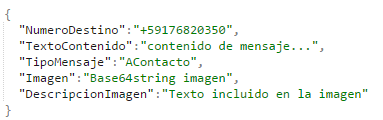 {
"NumeroDestino":"+59176820350",
"TextoContenido":"contenido de mensaje...",
"TipoMensaje":"AContacto",
"Imagen":"Base64string imagen",
"DescripcionImagen":"Texto incluido en la imagen"
}